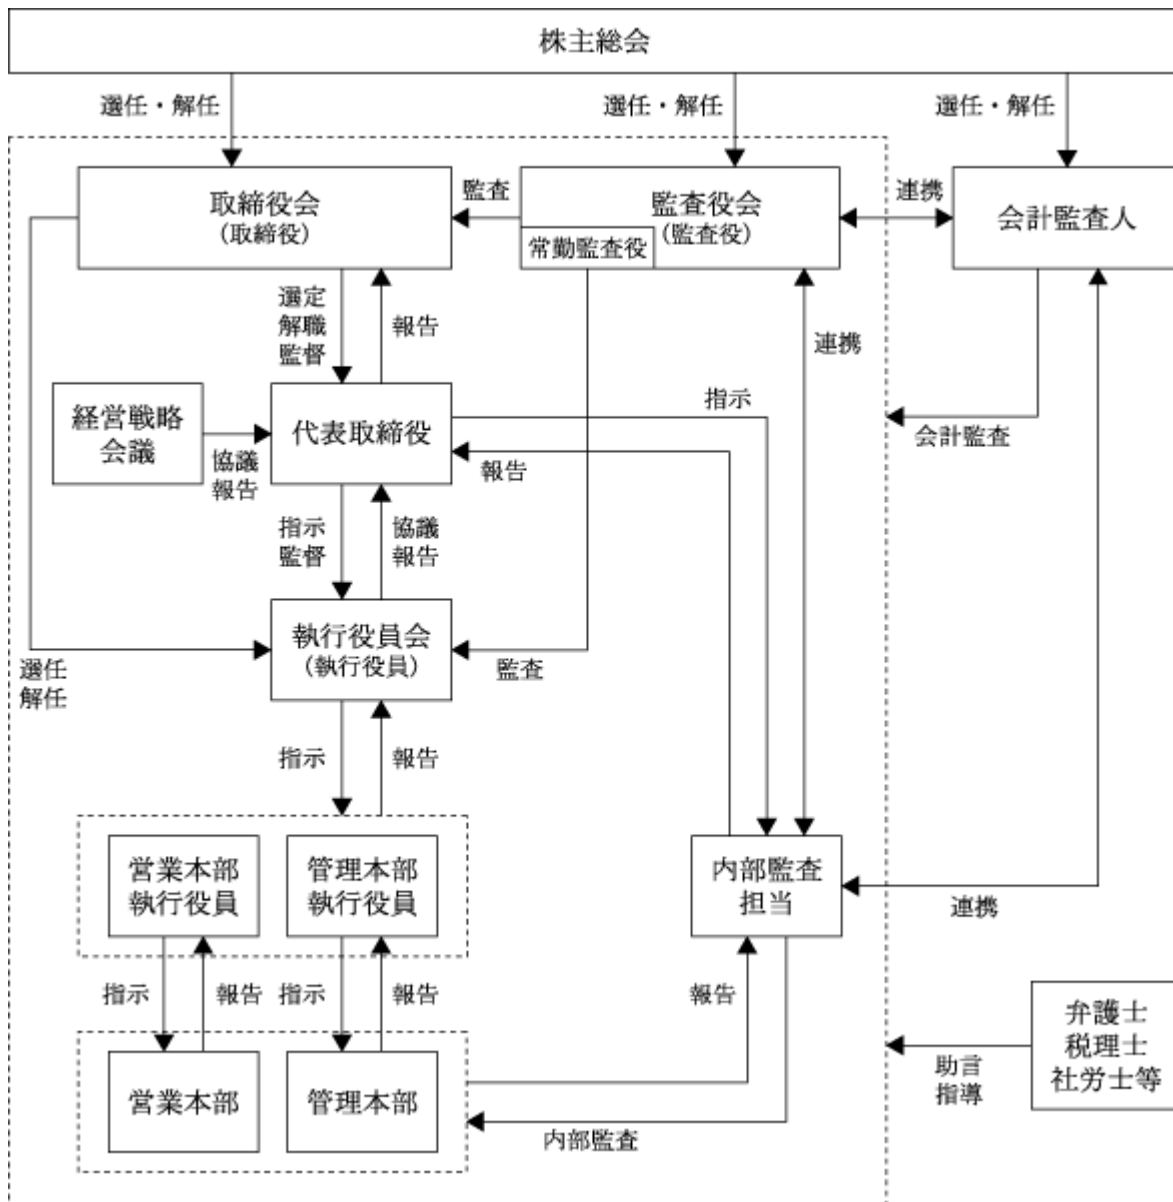 株主総会
選任・解任
選任・解任
選任・解任
取締役会
(取締役)
監査
監査役会
(監査役)
常勤監査役
連携
会計監査人
選定
解職
監督
報告
連携
経営戦略
会議
協議
報告
代表取締役
指示
報告
会計監査
指示
監督
協議
報告
執行役員会
(執行役員)
監査
選任
解任
指示
報告
営業本部
執行役員
管理本部
執行役員
内部監査
担当
連携
指示
報告
指示
報告
報告
弁護士
税理士
社労士等
助言
指導
営業本部
管理本部
内部監査